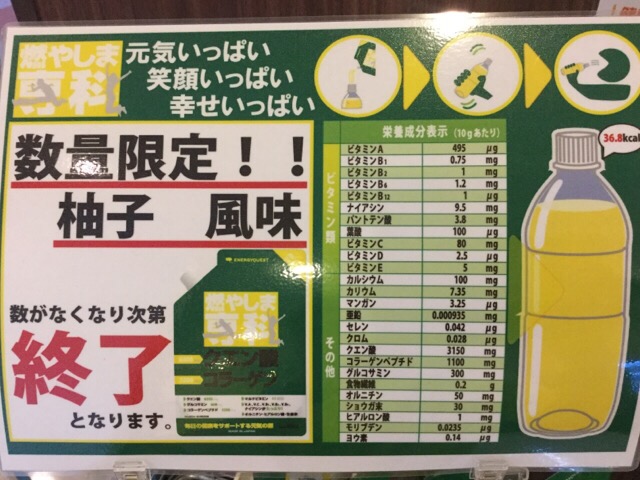 燃やしま
専科
元気いっぱい
笑顔いっぱい
幸せいっぱい
数量限定!!
柚子 風味
数がなくなり次第
終了
となります。
ENERGYQUEST
燃やしま
専科
クエン酸
コラーゲン
36.8kcal
栄養成分表示 (10gあたり)
ビタミン類
ビタミンA 495 μg
ビタミンB1 0.75 mg
ビタミンB2 1 mg
ビタミンB6 1.2 mg
ビタミンB12 1 μg
ナイアシン 9.5 mg
パントテン酸 3.8 mg
葉酸 100 μg
ビタミンC 80 mg
ビタミンD 2.5 μg
ビタミンE 5 mg
その他
カルシウム 100 mg
カリウム 7.35 mg
マンガン 3.25 μg
亜鉛 0.000935 mg
セレン 0.042 μg
クロム 0.028 μg
クエン酸 3150 mg
コラーゲンペプチド 1100 mg
グルコサミン 300 mg
食物繊維 0.2 g
オルニチン 50 mg
ショウガ末 30 mg
ヒアルロン酸 1 mg
モリブデン 0.0235 μg
ヨウ素 0.14 μg